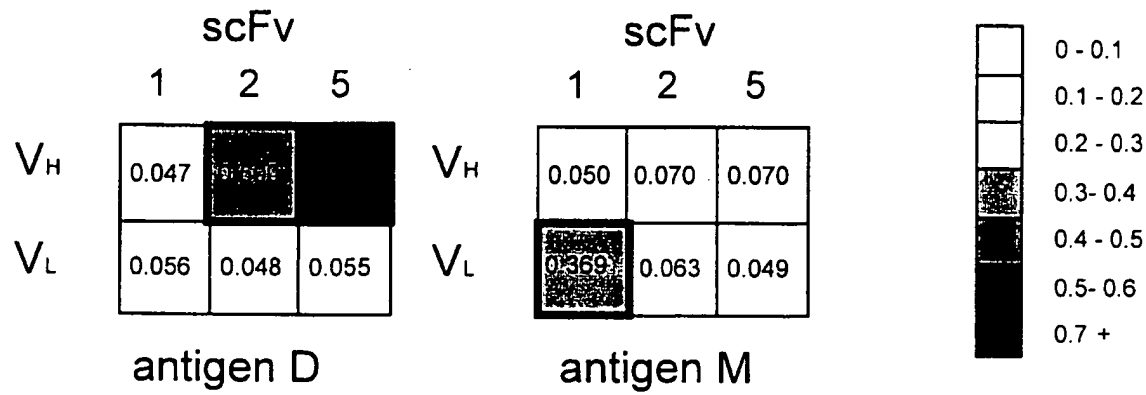 scFv
1 2 5
VH 0.047
VL 0.056 0.048 0.055
antigen D
scFv
1 2 5
VH 0.050 0.070 0.070
VL 0.369 0.063 0.049
antigen M
0 - 0.1
0.1 - 0.2
0.2 - 0.3
0.3- 0.4
0.4 - 0.5
0.5- 0.6
0.7 +